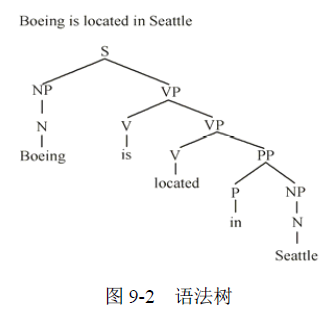 Boeing is located in Seattle
S
NP VP
N V VP
Boeing is V PP
located P NP
in N
Seattle
图 9-2 语法树